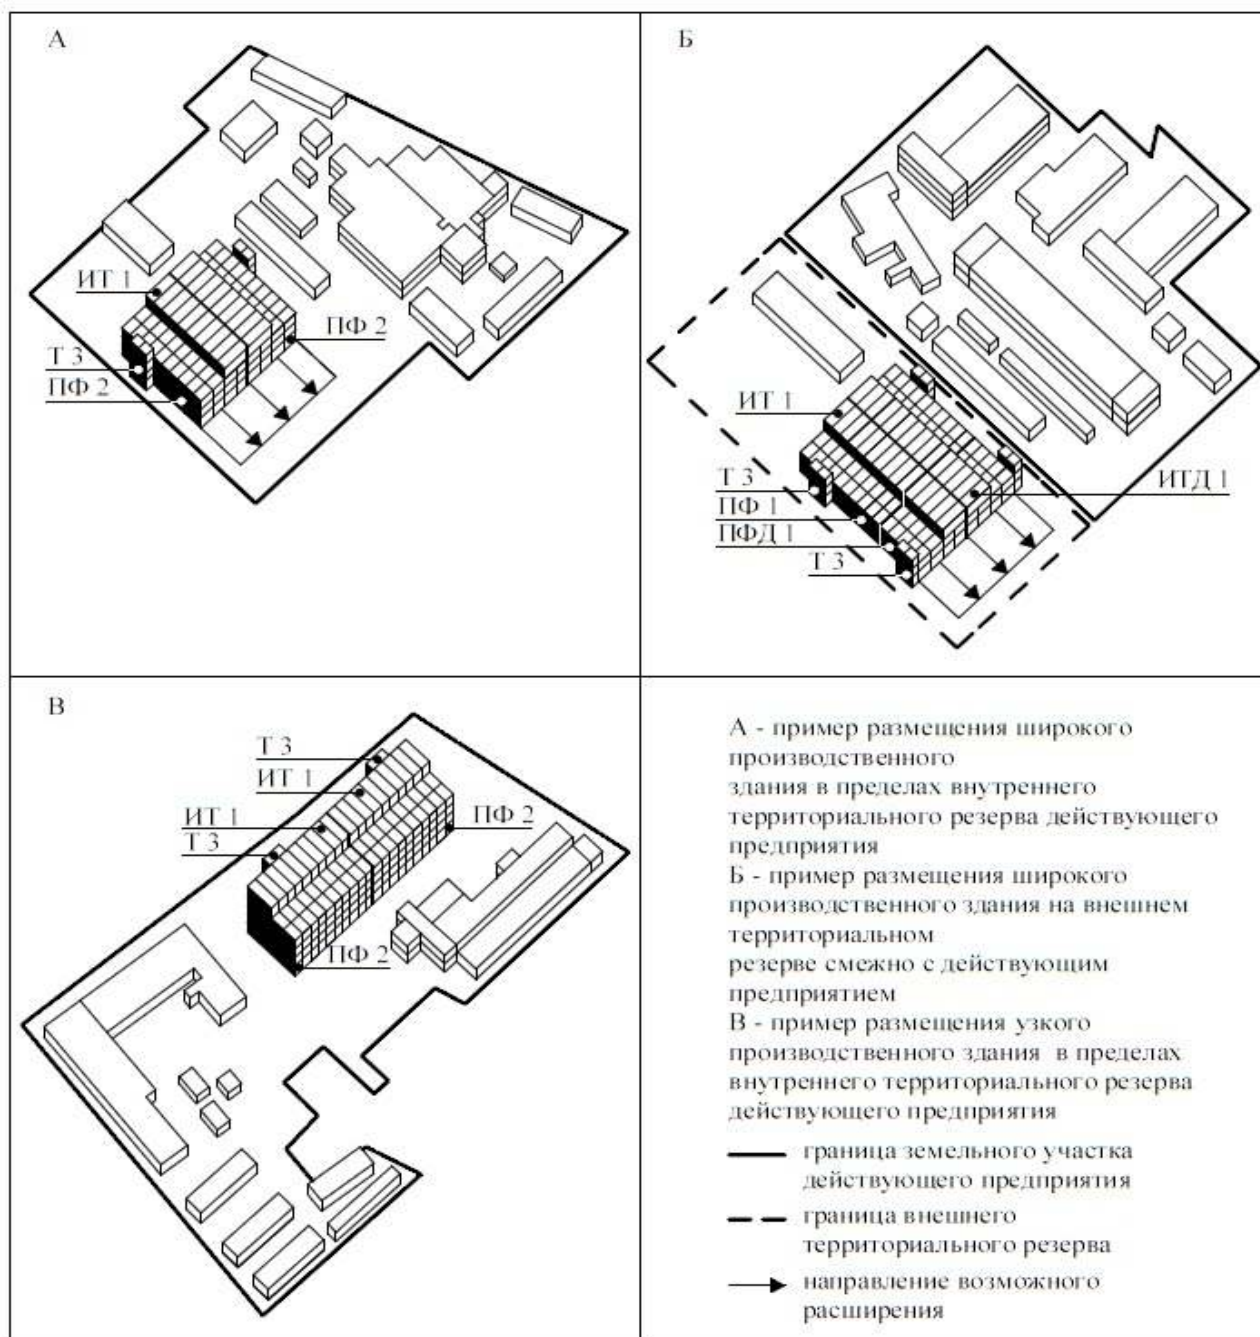 А
ИТ 1
ПФ 2
Т 3
ПФ 2
Б
ИТ 1
Т 3
ИТД 1
ПФ 1
ПФД 1
Т 3
В
Т 3
ИТ 1
ИТ 1
ПФ 2
Т 3
ПФ 2
А - пример размещения широкого
производственного
здания в пределах внутреннего
территориального резерва действующего
предприятия
Б - пример размещения широкого
производственного здания на внешнем
территориальном
резерве смежно с действующим
предприятием
В - пример размещения узкого
производственного здания в пределах
внутреннего территориального резерва
действующего предприятия
граница земельного участка
действующего предприятия
граница внешнего
территориального резерва
направление возможного
расширения